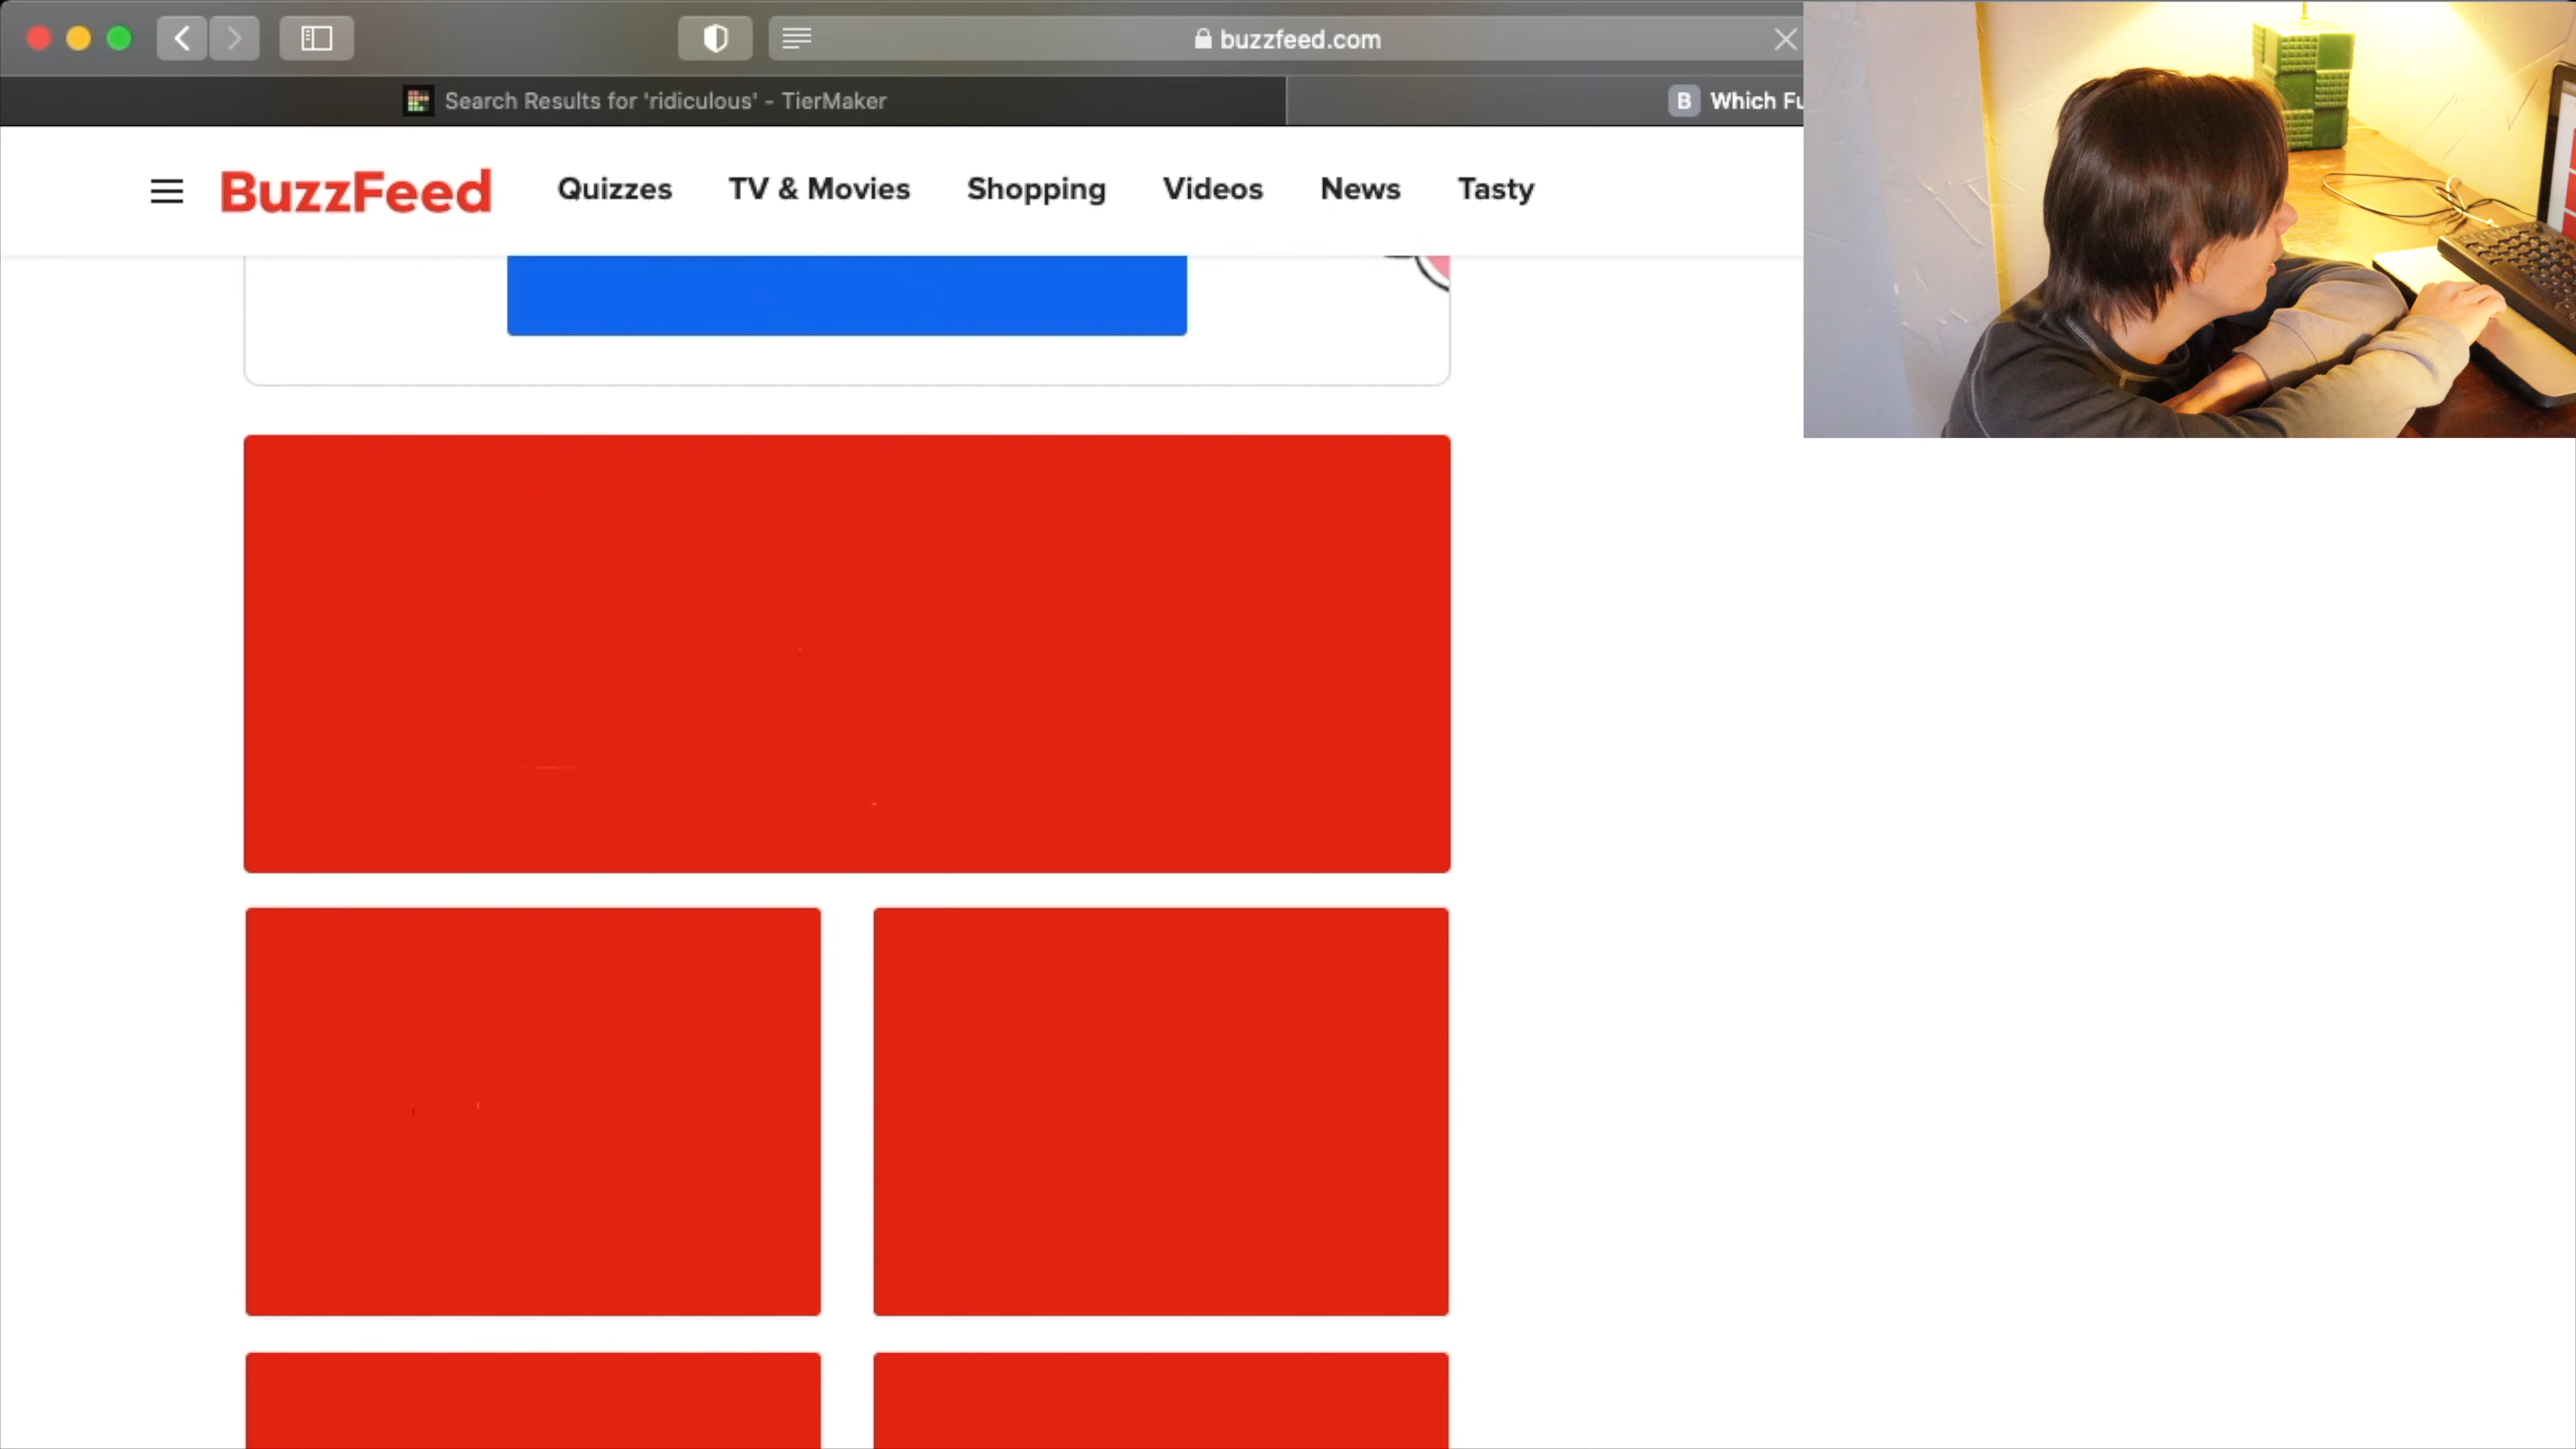 buzzfeed.com
Search Results for 'ridiculous' - TierMaker
B Which Fu
BuzzFeed Quizzes TV & Movies Shopping Videos News Tasty